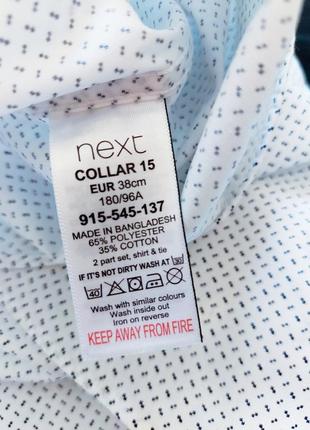 next
COLLAR 15
EUR 38cm
180/96A
915-545-137
MADE IN BANGLADESH
65% POLYESTER
35% COTTON
2 part set, shirt & tie
IF IT'S NOT DIRTY WASH AT 30
40
Wash with similar colours
Wash inside out
Iron on reverse
KEEP AWAY FROM FIRE